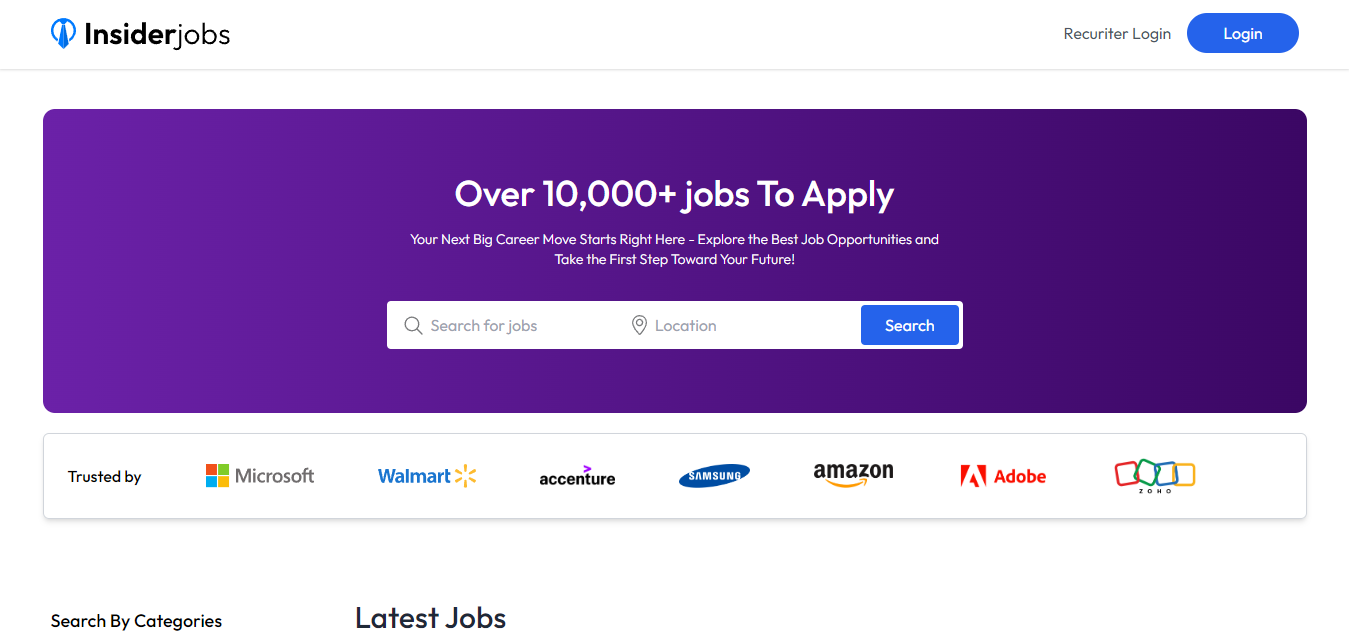 Insiderjobs
Recuriter Login
Login
Over 10,000+ jobs To Apply
Your Next Big Career Move Starts Right Here - Explore the Best Job Opportunities and
Take the First Step Toward Your Future!
Search for jobs
Location
Search
Trusted by
Microsoft
Walmart
accenture
SAMSUNG
amazon
Adobe
ZOHO
Search By Categories
Latest Jobs